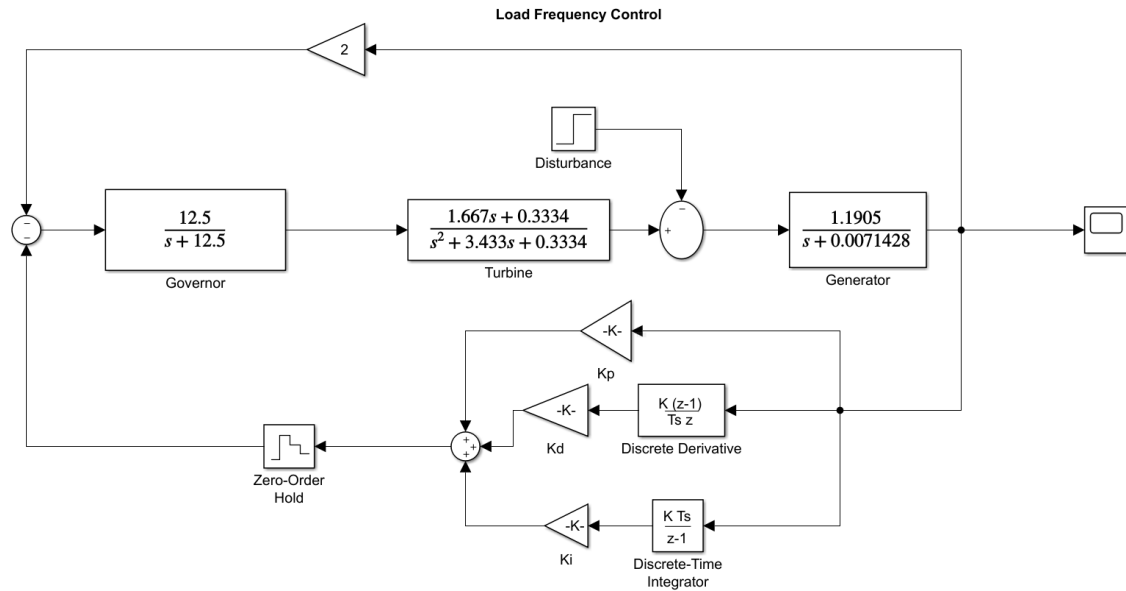 Load Frequency Control
2
Disturbance
−
−
−
12.5
s + 12.5
Governor
1.667s + 0.3334
s² + 3.433s + 0.3334
Turbine
−
+
1.1905
s + 0.0071428
Generator
-K-
Kp
K (z-1)
Ts z
Discrete Derivative
-K-
Kd
+
+
+
Zero-Order
Hold
-K-
Ki
K Ts
z-1
Discrete-Time
Integrator